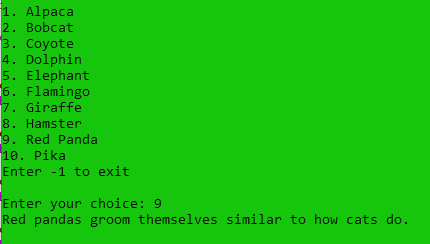 1. Alpaca
2. Bobcat
3. Coyote
4. Dolphin
5. Elephant
6. Flamingo
7. Giraffe
8. Hamster
9. Red Panda
10. Pika
Enter -1 to exit
Enter your choice: 9
Red pandas groom themselves similar to how cats do.